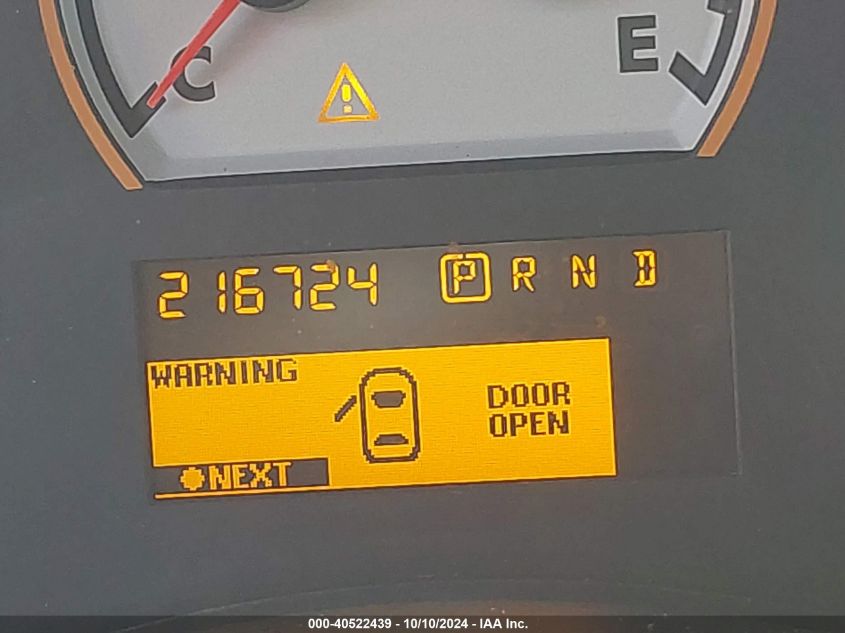 C E
216724 P R N D
WARNING
DOOR
OPEN
NEXT
000-40522439 - 10/10/2024 - IAA Inc.